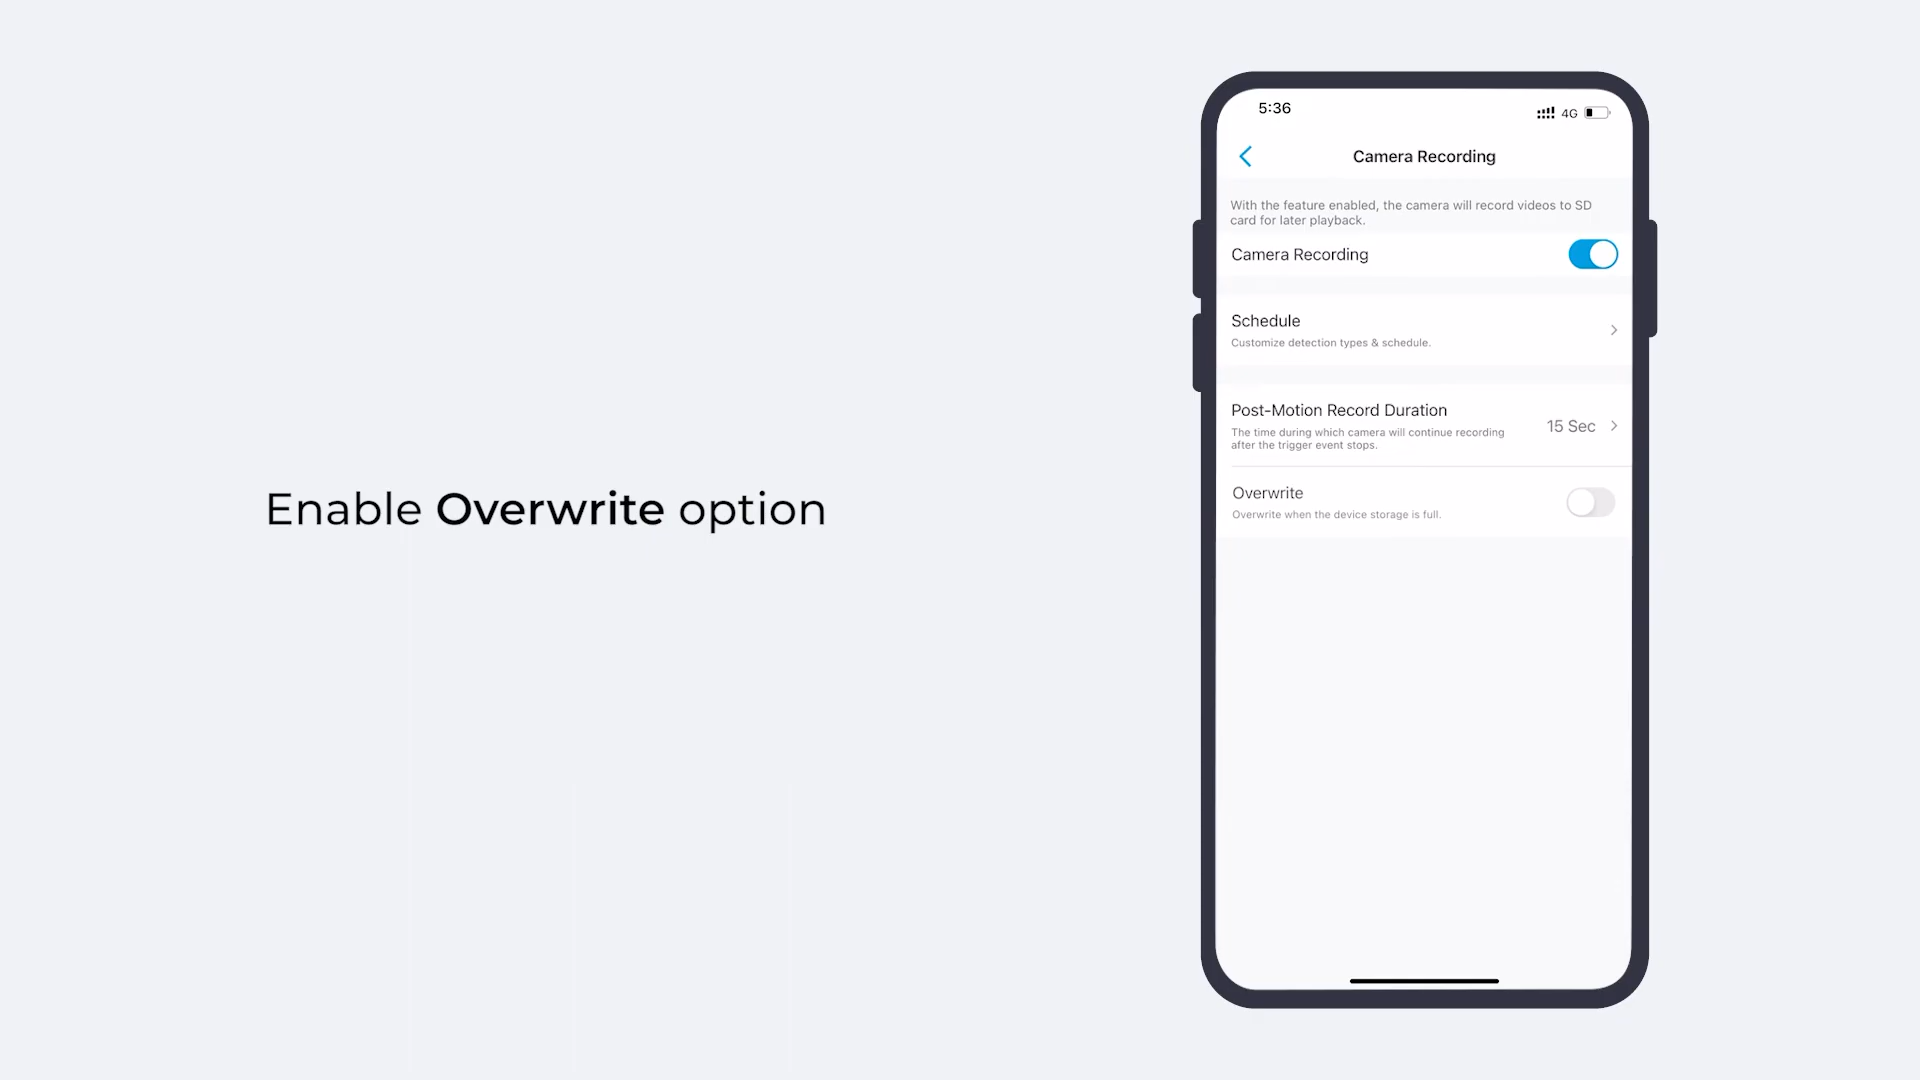 Enable Overwrite option
5:36
4G
Camera Recording
With the feature enabled, the camera will record videos to SD
card for later playback.
Camera Recording
Schedule
Customize detection types & schedule.
Post-Motion Record Duration
The time during which camera will continue recording
after the trigger event stops.
15 Sec
Overwrite
Overwrite when the device storage is full.